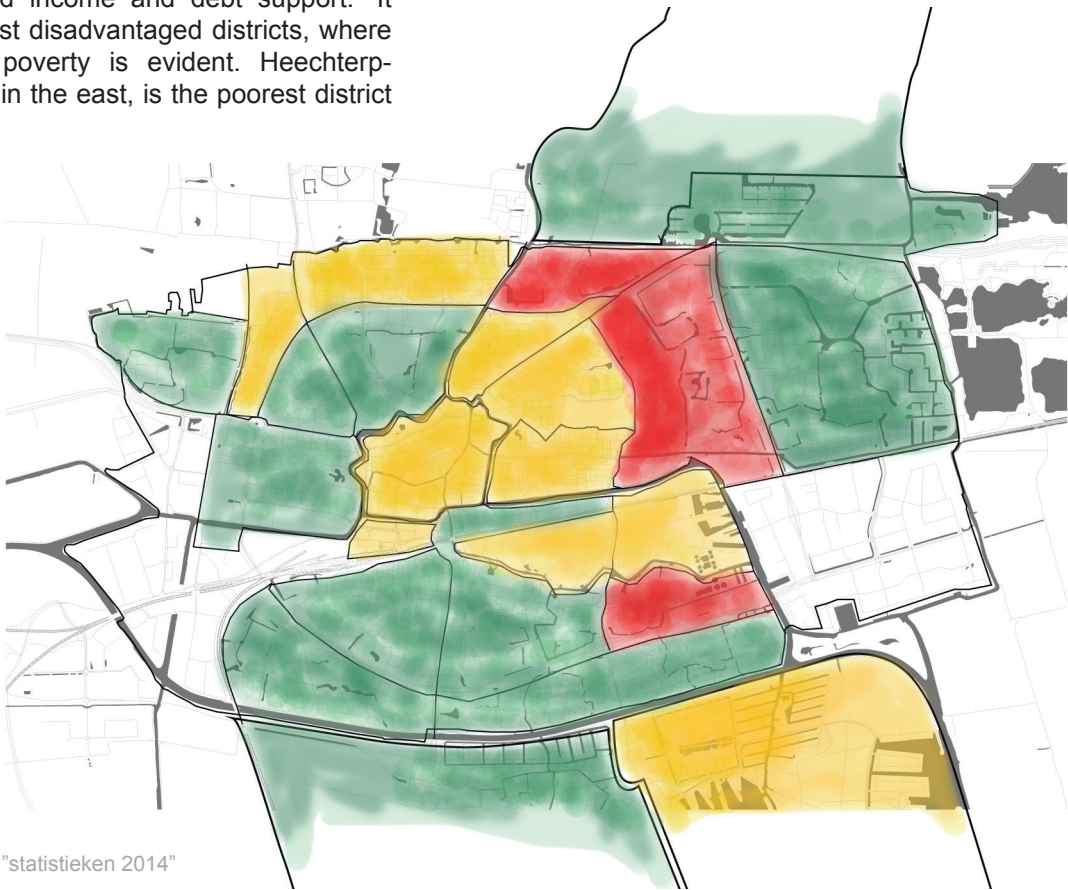 d income and debt support. It
st disadvantaged districts, where
poverty is evident. Heechterp-
in the east, is the poorest district
"statistieken 2014"